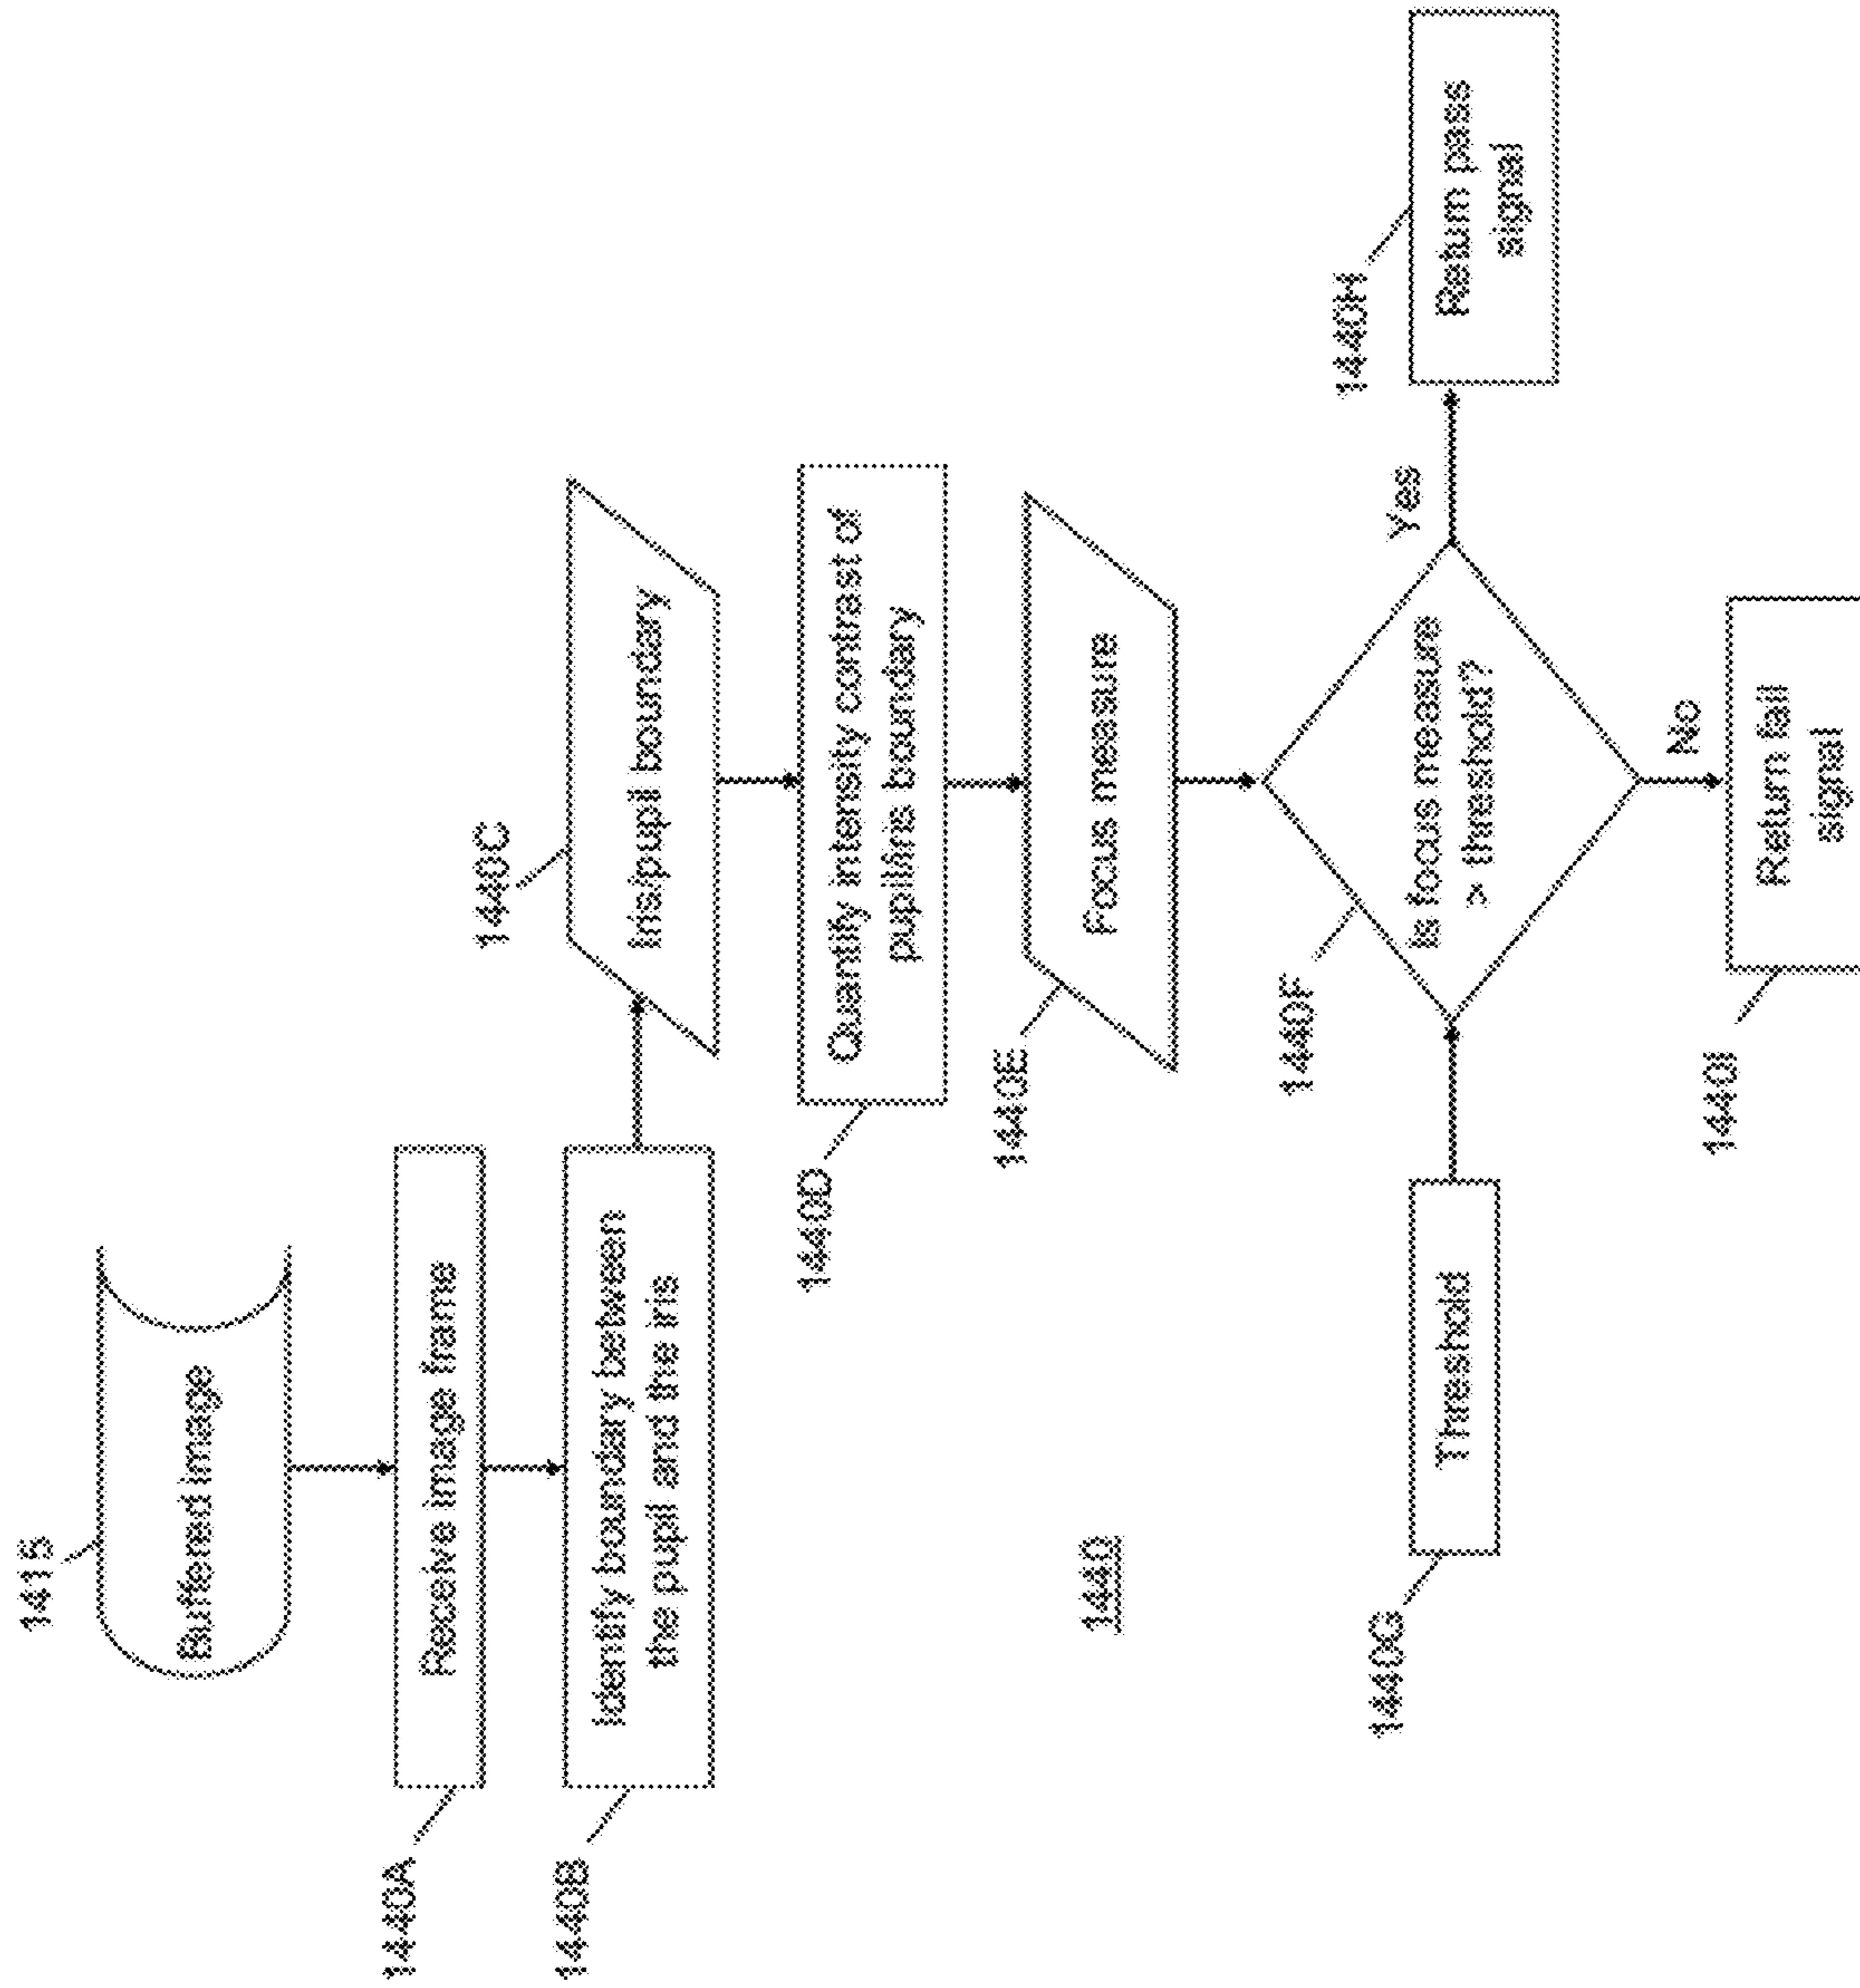 1415
Buffered image
1440A
Receive image frame
1440B
Identify boundary between
the pupil and the iris
1440C
Iris/pupil boundary
1440D
Quantify intensity contrast of
pupil/iris boundary
1440E
Focus measure
1440
1440F
Is focus measure
> threshold?
1440G
Threshold
Yes
1440H
Return pass
signal
No
1440I
Return fail
signal